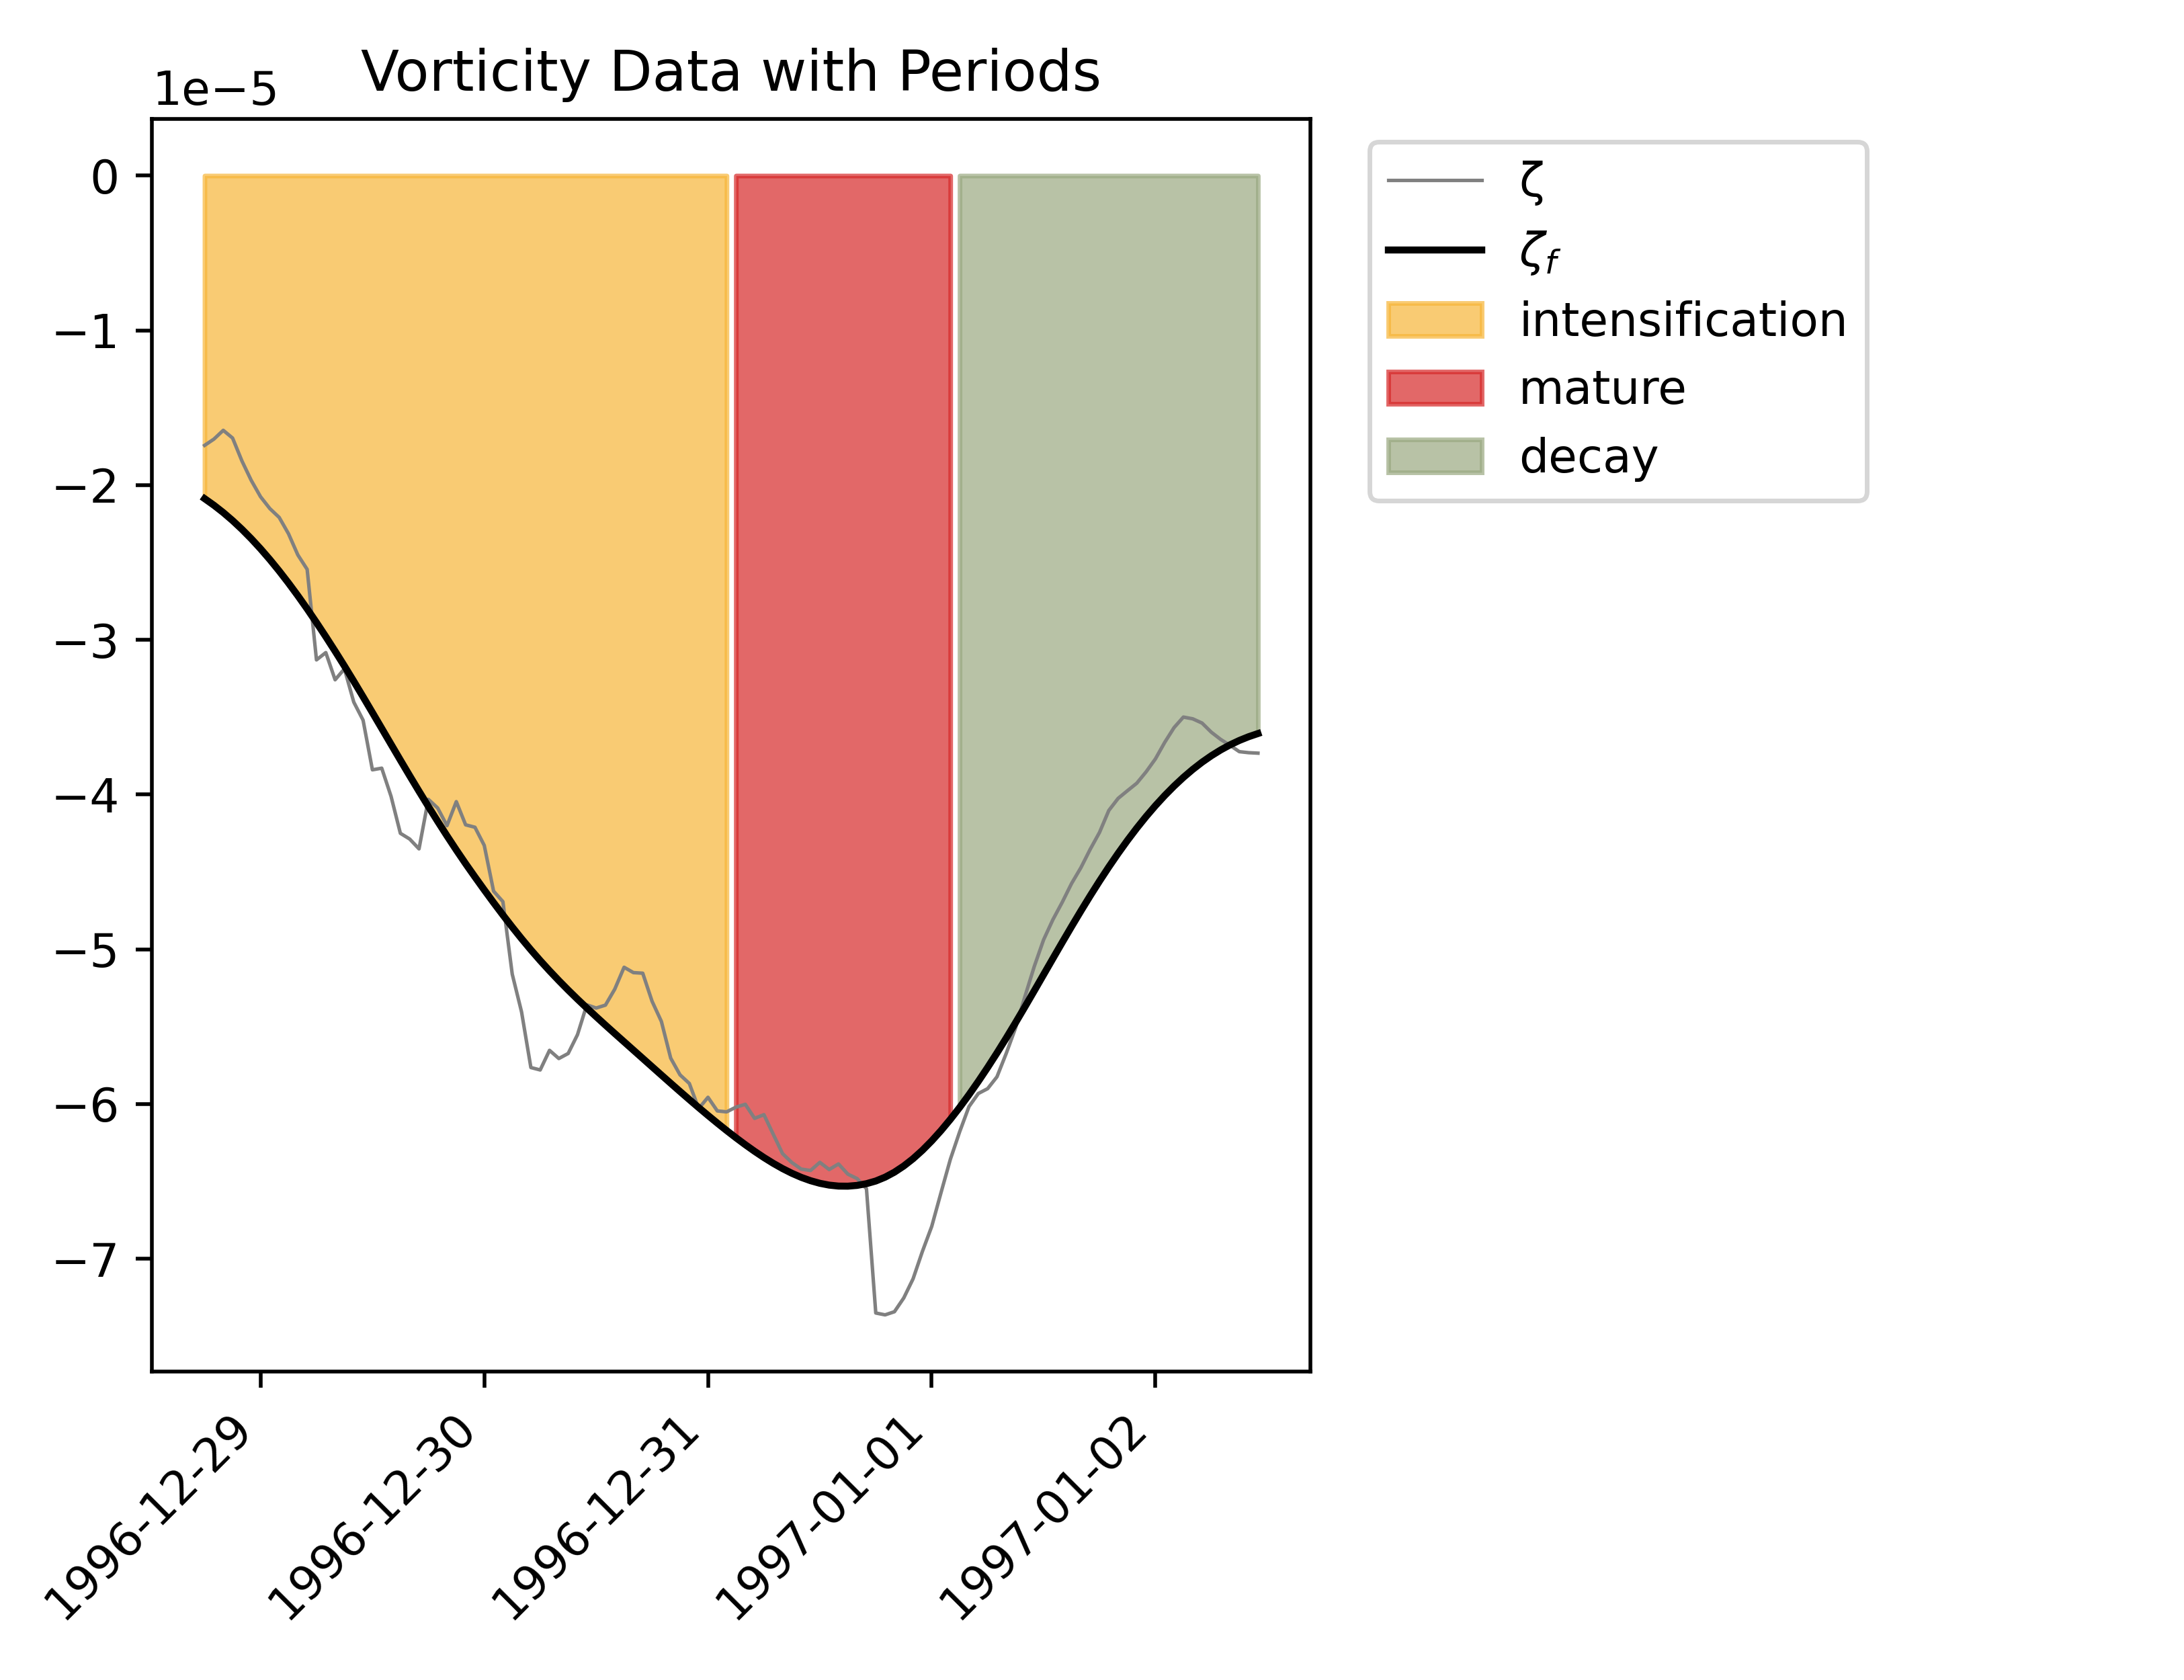 Vorticity Data with Periods
1e−5
0
−1
−2
−3
−4
−5
−6
−7
1996-12-29
1996-12-30
1996-12-31
1997-01-01
1997-01-02
ζ
ζf
intensification
mature
decay